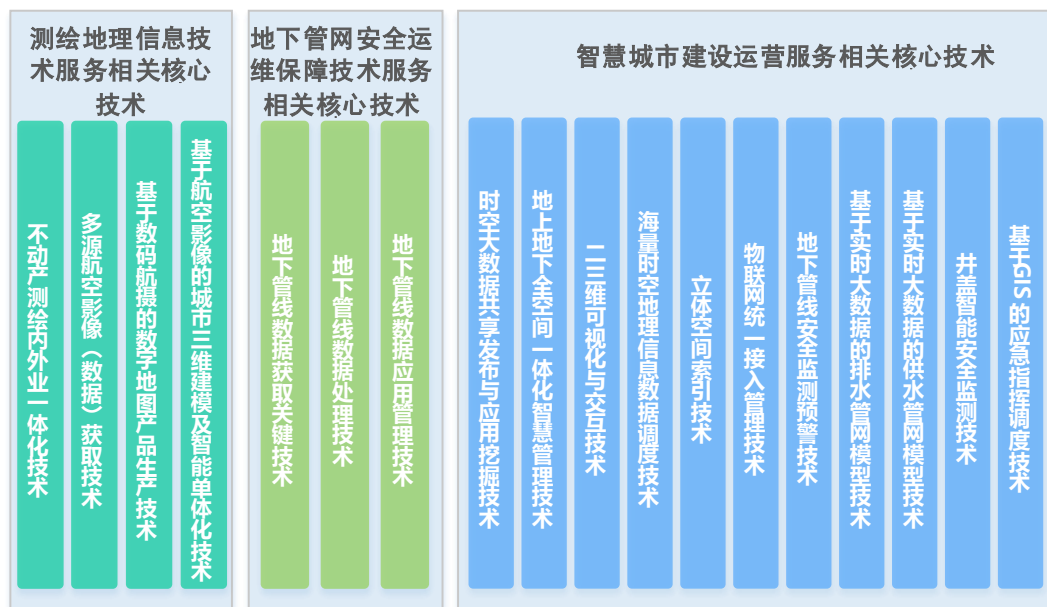 测绘地理信息技
术服务相关核心
技术
不动产测绘内外业一体化技术
多源航空影像（数据）获取技术
基于数码航摄的数字地图产品生产技术
基于航空影像的城市三维建模及智能单体化技术
地下管网安全运
维保障技术服务
相关核心技术
地下管线数据获取关键技术
地下管线数据处理技术
地下管线数据应用管理技术
智慧城市建设运营服务相关核心技术
时空大数据共享发布与应用挖掘技术
地上地下全空间一体化智慧管理技术
二三维可视化与交互技术
海量时空地理信息数据调度技术
立体空间索引技术
物联网统一接入管理技术
地下管线安全监测预警技术
基于实时大数据的排水管网模型技术
基于实时大数据的供水管网模型技术
井盖智能安全监测技术
基于GIS的应急指挥调度技术